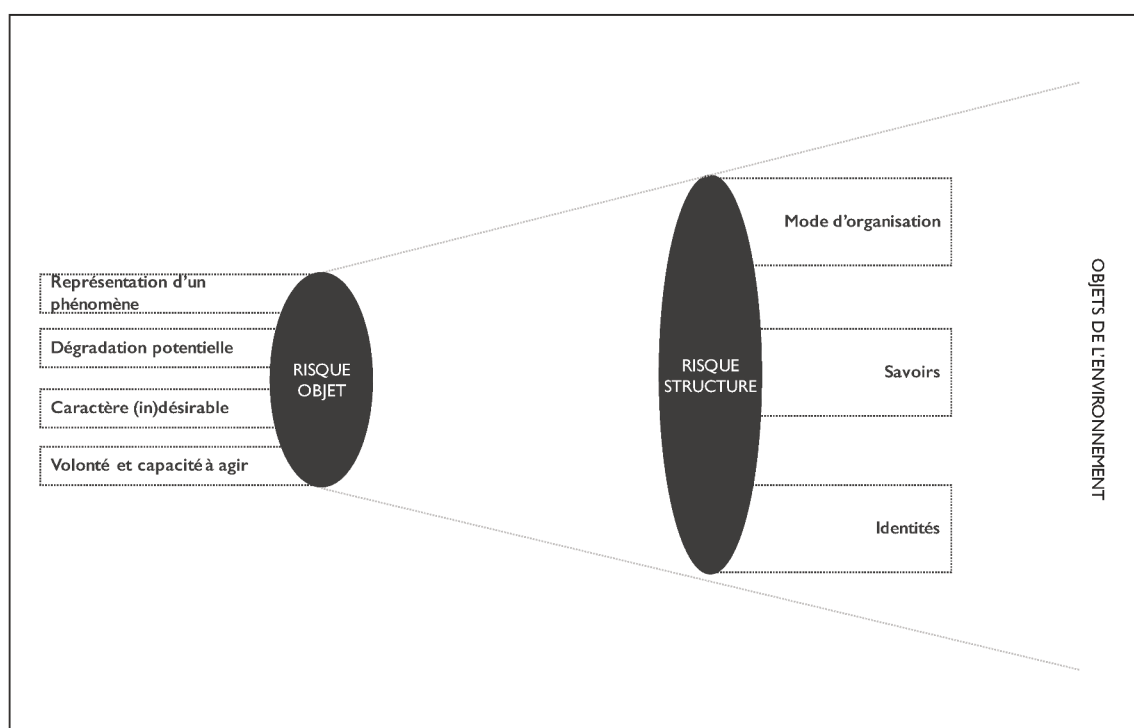 Représentation d'un
phénomène
Dégradation potentielle
Caractère (in)désirable
Volonté et capacité à agir
RISQUE
OBJET
RISQUE
STRUCTURE
Mode d'organisation
Savoirs
Identités
OBJETS DE L'ENVIRONNEMENT